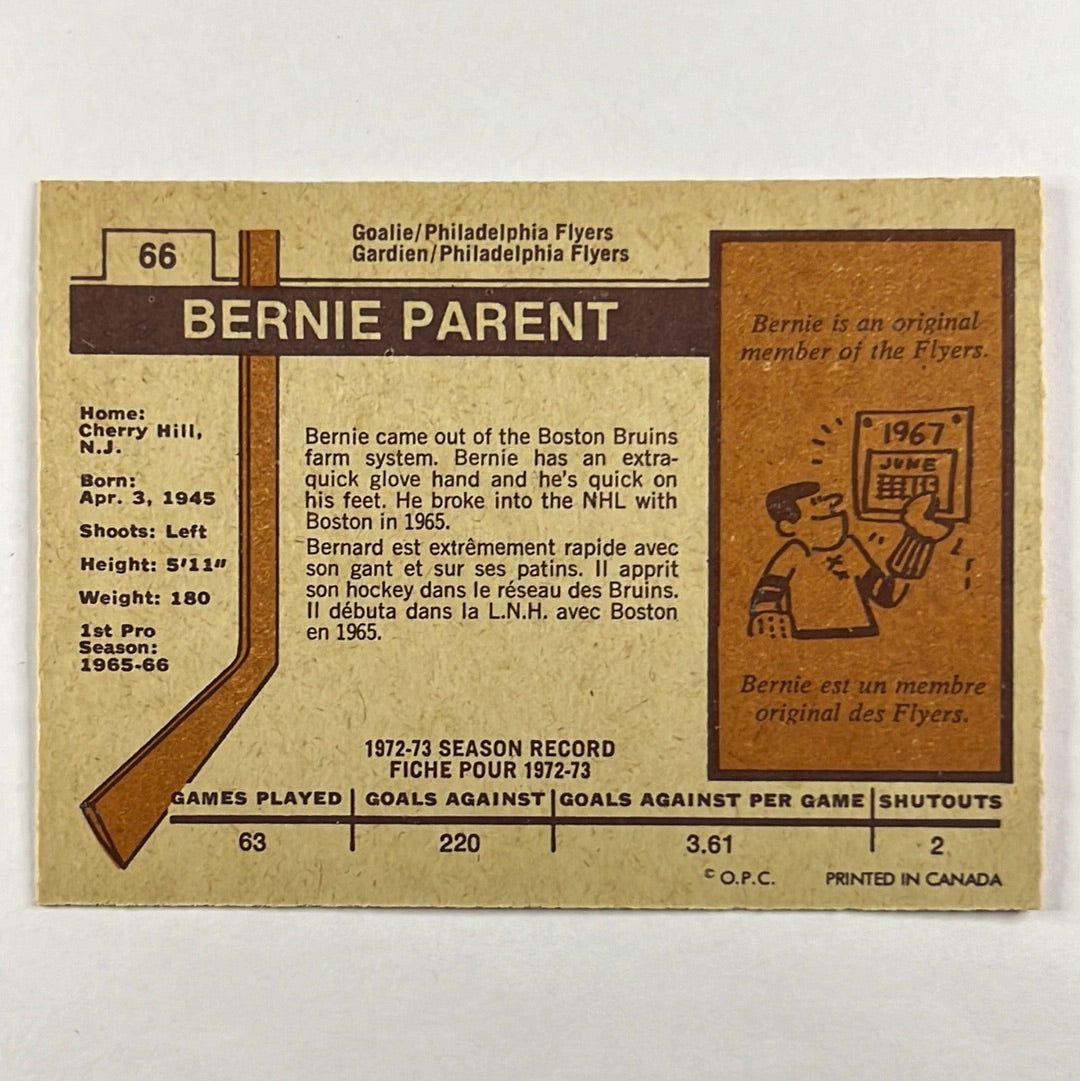 66
Goalie/Philadelphia Flyers
Gardien/Philadelphia Flyers
BERNIE PARENT
Home:
Cherry Hill,
N.J.
Born:
Apr. 3, 1945
Shoots: Left
Height: 5'11"
Weight: 180
1st Pro
Season:
1965-66
Bernie came out of the Boston Bruins
farm system. Bernie has an extra-
quick glove hand and he's quick on
his feet. He broke into the NHL with
Boston in 1965.
Bernard est extrêmement rapide avec
son gant et sur ses patins. Il apprit
son hockey dans le réseau des Bruins.
Il débuta dans la L.N.H. avec Boston
en 1965.
Bernie is an original
member of the Flyers.
1967
JUNE
Bernie est un membre
original des Flyers.
1972-73 SEASON RECORD
FICHE POUR 1972-73
GAMES PLAYED GOALS AGAINST GOALS AGAINST PER GAME SHUTOUTS
63 220 3.61 2
© O.P.C. PRINTED IN CANADA